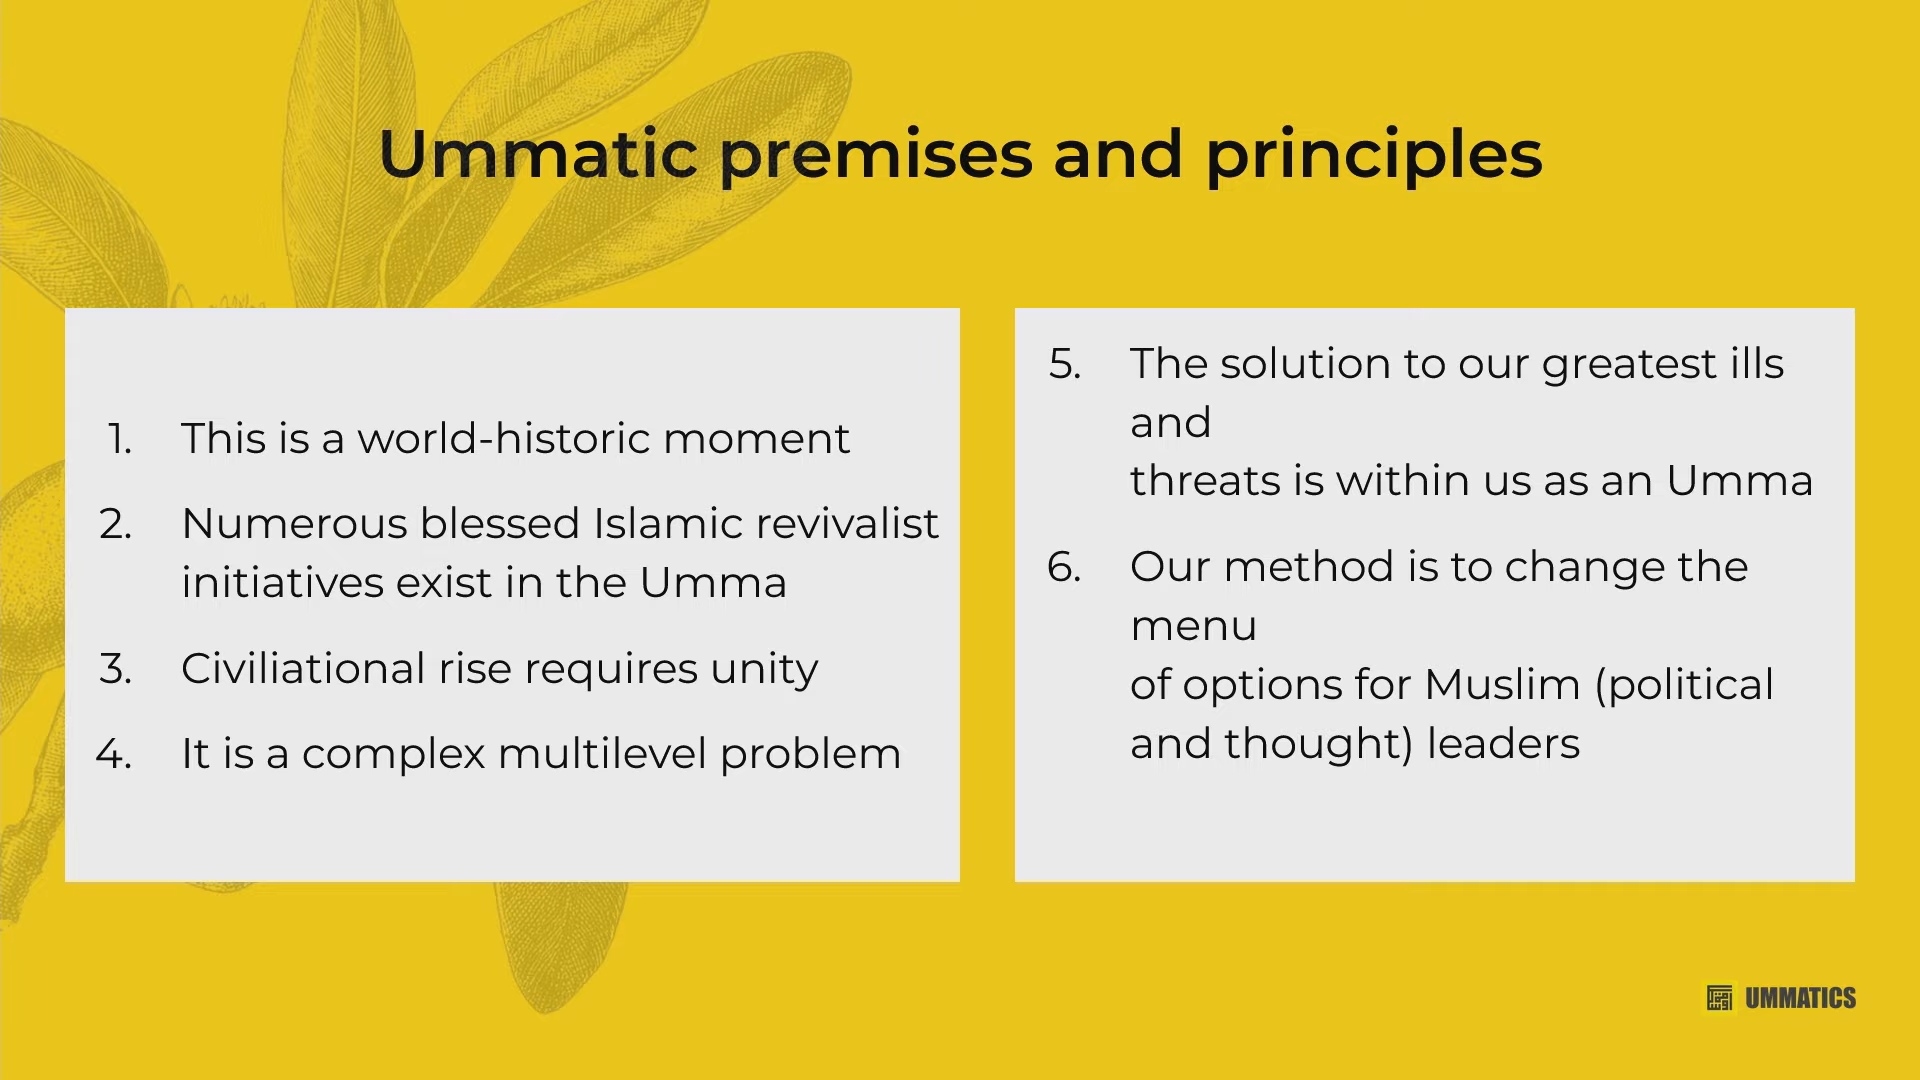 Ummatic premises and principles
1. This is a world-historic moment
2. Numerous blessed Islamic revivalist
initiatives exist in the Umma
3. Civiliational rise requires unity
4. It is a complex multilevel problem
5. The solution to our greatest ills
and
threats is within us as an Umma
6. Our method is to change the
menu
of options for Muslim (political
and thought) leaders
UMMATICS